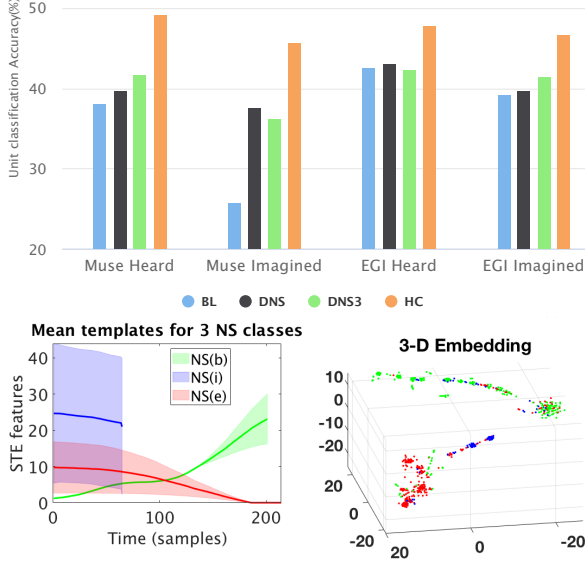 Unit classification Accuracy(%)
50
40
30
20
Muse Heard Muse Imagined EGI Heard EGI Imagined
BL DNS DNS3 HC
Mean templates for 3 NS classes
STE features
40
30
20
10
0
NS(b)
NS(i)
NS(e)
0 100 200
Time (samples)
3-D Embedding
10
0
-10
-20
20
0
-20
20
0
-20